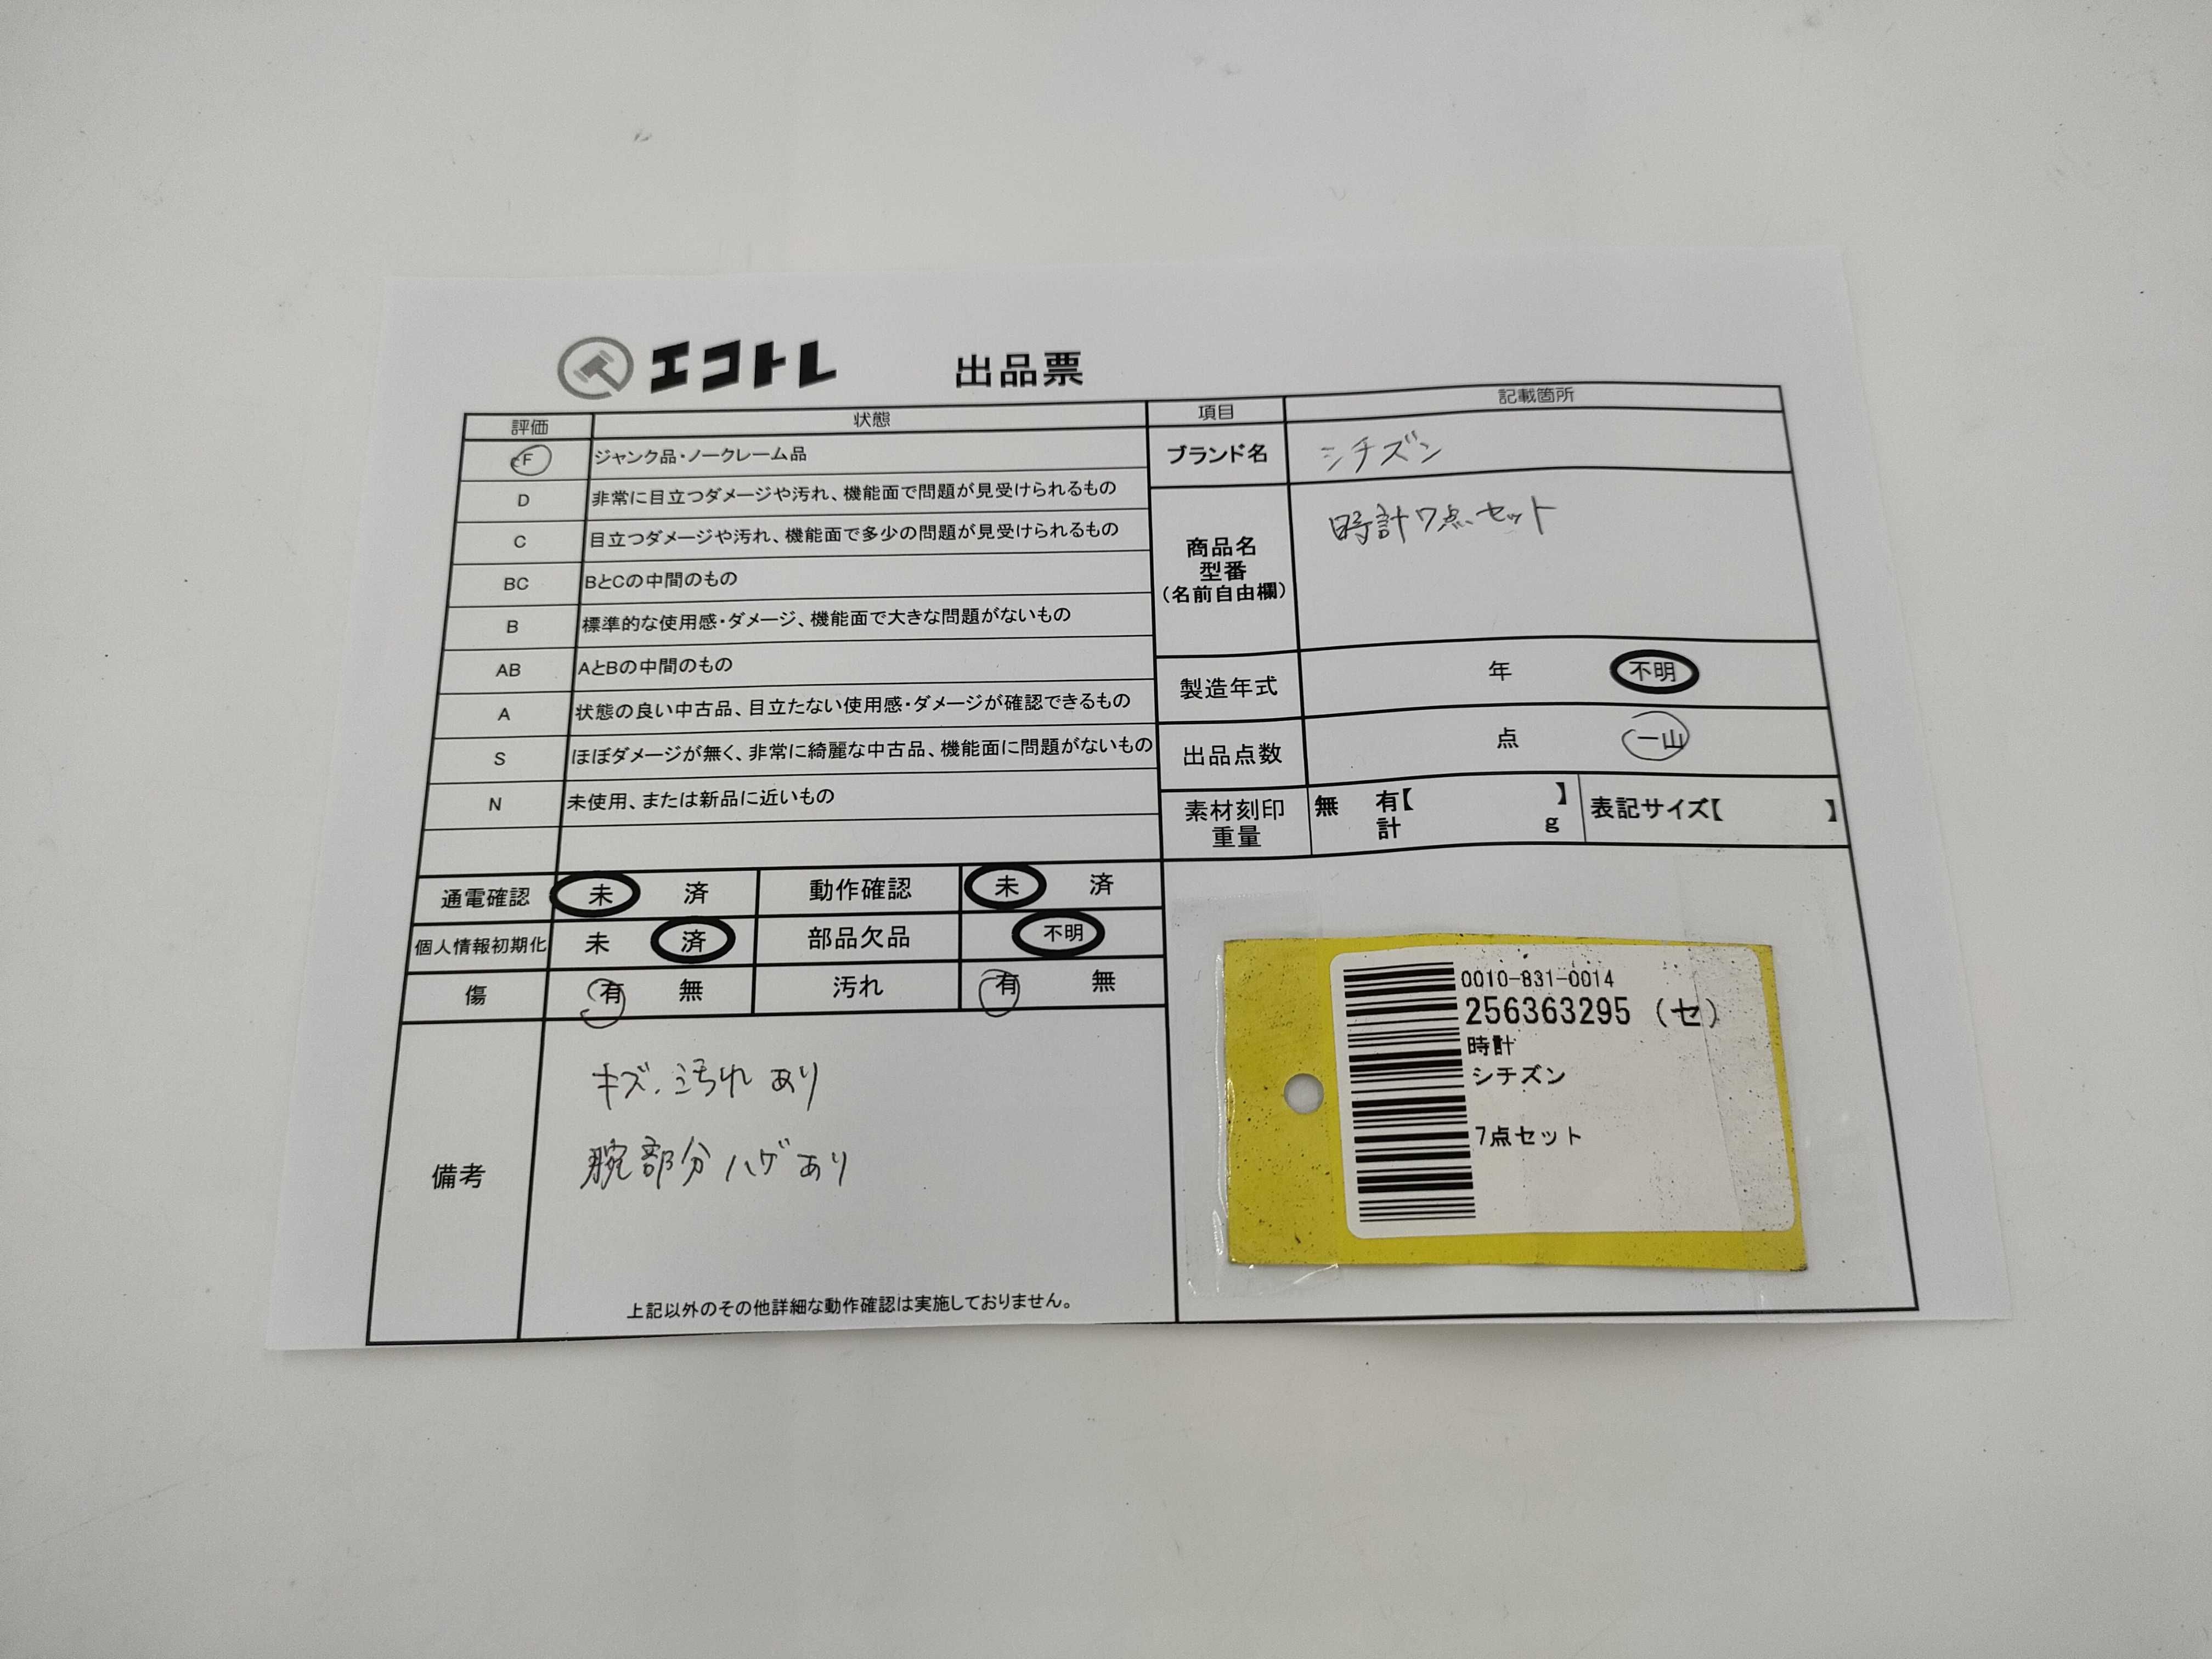 エコトレ 出品票
評価 状態
F ジャンク品・ノークレーム品
D 非常に目立つダメージや汚れ、機能面で問題が見受けられるもの
C 目立つダメージや汚れ、機能面で多少の問題が見受けられるもの
BC BとCの中間のもの
B 標準的な使用感・ダメージ、機能面で大きな問題がないもの
AB AとBの中間のもの
A 状態の良い中古品、目立たない使用感・ダメージが確認できるもの
S ほぼダメージが無く、非常に綺麗な中古品、機能面に問題がないもの
N 未使用、または新品に近いもの
項目 記載箇所
ブランド名 シチズン
商品名
型番
(名前自由欄)
時計7点セット
製造年式 年 不明
出品点数 点 一山
素材刻印
重量
無 有【 】
計 g
表記サイズ【 】
通電確認 未 済 動作確認 未 済
個人情報初期化 未 済 部品欠品 不明
傷 有 無 汚れ 有 無
備考
キズ、汚れあり
腕部分ハゲあり
上記以外のその他詳細な動作確認は実施しておりません。
0010-831-0014
256363295 (セ)
時計
シチズン
7点セット